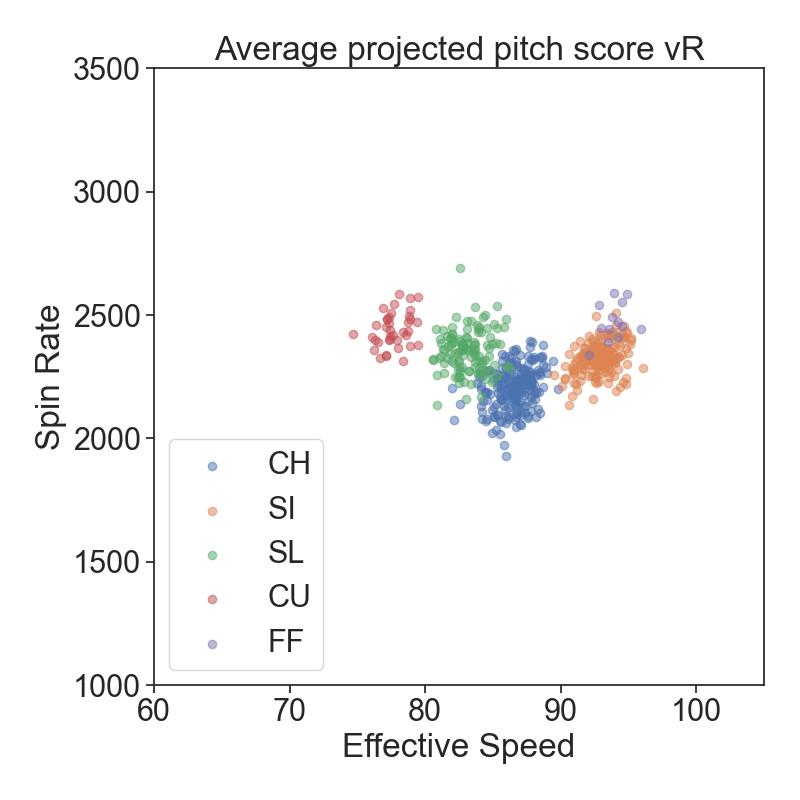 Average projected pitch score vR
3500
3000
2500
2000
1500
1000
Spin Rate
CH
SI
SL
CU
FF
60 70 80 90 100
Effective Speed